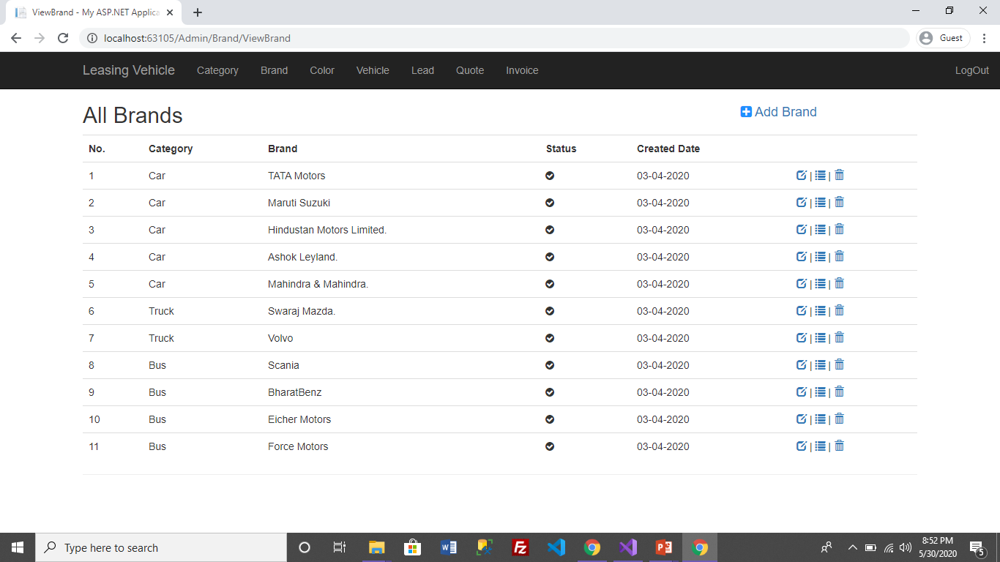 ViewBrand - My ASP.NET Applica
localhost:63105/Admin/Brand/ViewBrand
Guest
Leasing Vehicle Category Brand Color Vehicle Lead Quote Invoice LogOut
All Brands
Add Brand
No. Category Brand Status Created Date
1 Car TATA Motors 03-04-2020 | |
2 Car Maruti Suzuki 03-04-2020 | |
3 Car Hindustan Motors Limited. 03-04-2020 | |
4 Car Ashok Leyland. 03-04-2020 | |
5 Car Mahindra & Mahindra. 03-04-2020 | |
6 Truck Swaraj Mazda. 03-04-2020 | |
7 Truck Volvo 03-04-2020 | |
8 Bus Scania 03-04-2020 | |
9 Bus BharatBenz 03-04-2020 | |
10 Bus Eicher Motors 03-04-2020 | |
11 Bus Force Motors 03-04-2020 | |
Type here to search
8:52 PM
5/30/2020
5